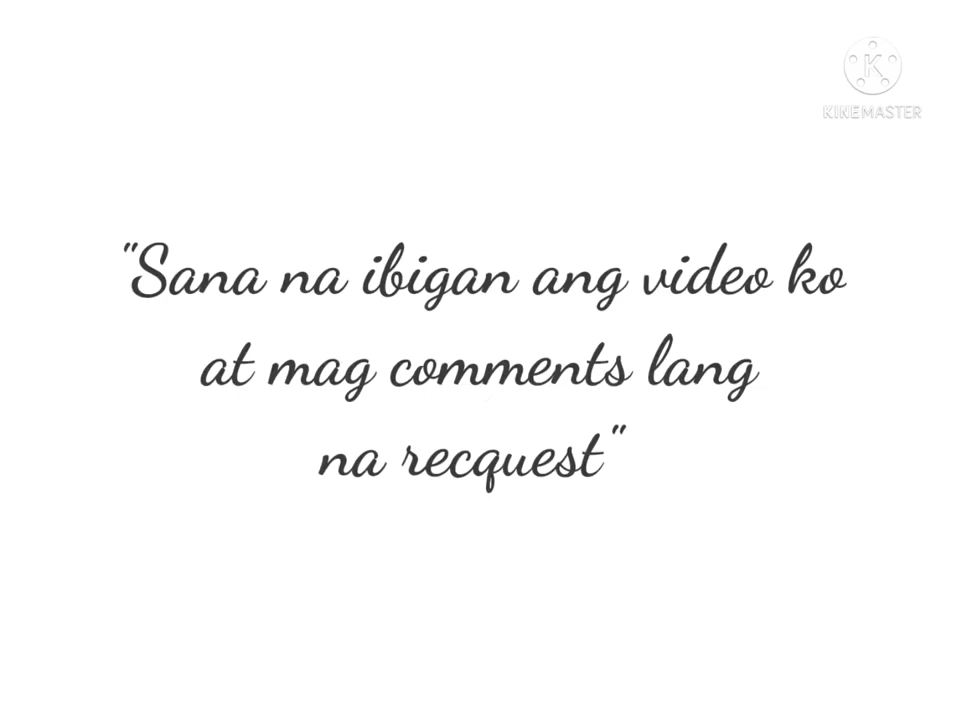 KINEMASTER
"Sana na ibigan ang video ko
at mag comments lang
na recquest"